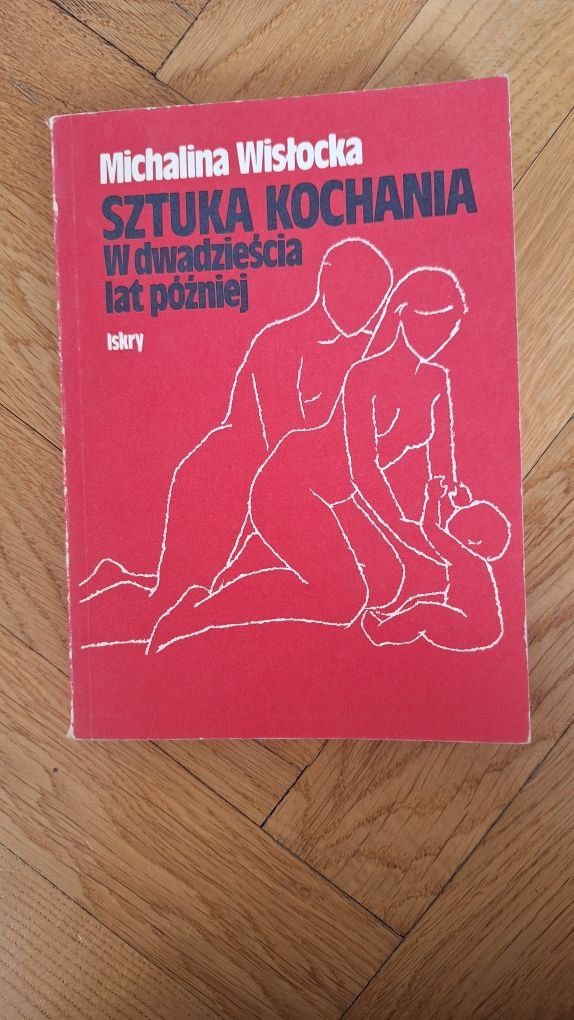 Michalina Wisłocka
SZTUKA KOCHANIA
W dwadzieścia
lat później
Iskry